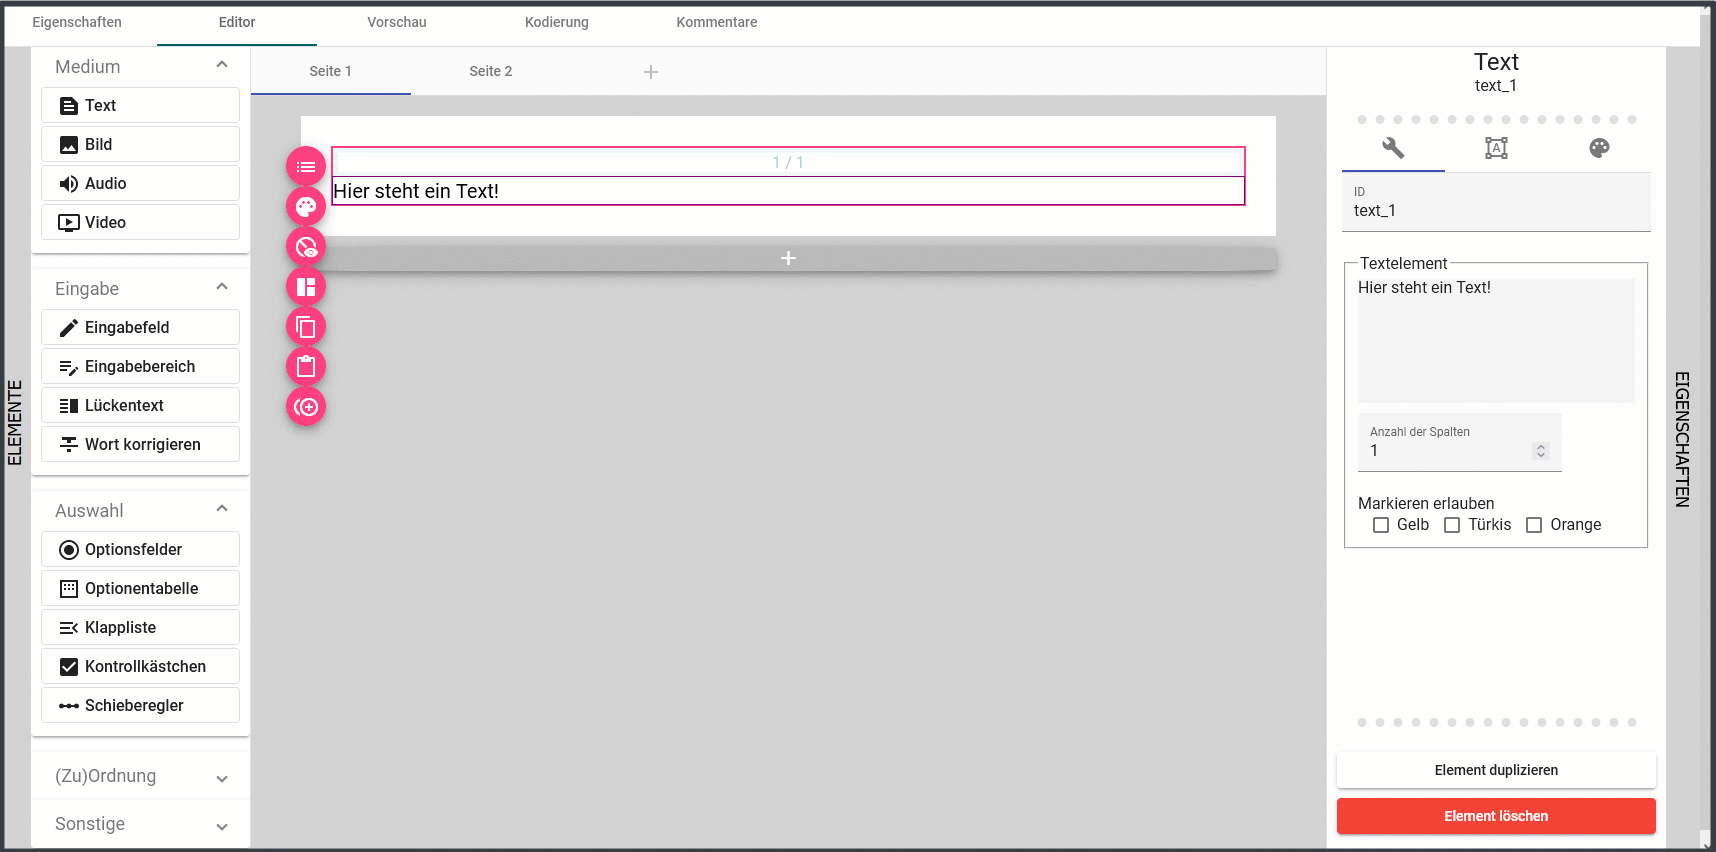 Eigenschaften Editor Vorschau Kodierung Kommentare
ELEMENTE
Medium
Text
Bild
Audio
Video
Eingabe
Eingabefeld
Eingabebereich
Lückentext
Wort korrigieren
Auswahl
Optionsfelder
Optionentabelle
Klappliste
Kontrollkästchen
Schieberegler
(Zu)Ordnung
Sonstige
Seite 1 Seite 2
1 / 1
Hier steht ein Text!
Text
text_1
A
ID
text_1
Textelement
Hier steht ein Text!
Anzahl der Spalten
1
Markieren erlauben
Gelb Türkis Orange
Element duplizieren
Element löschen
EIGENSCHAFTEN